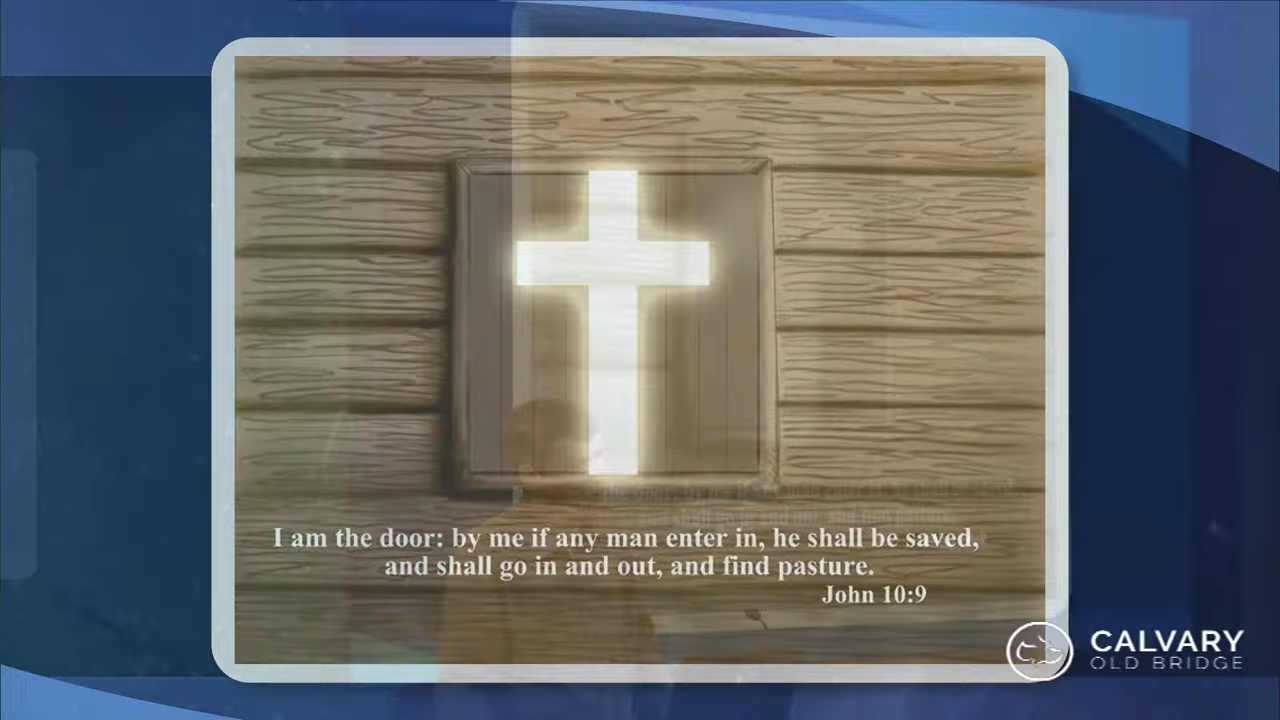 I am the door: by me if any man enter in, he shall be saved,
and shall go in and out, and find pasture.
John 10:9
CALVARY
OLD BRIDGE